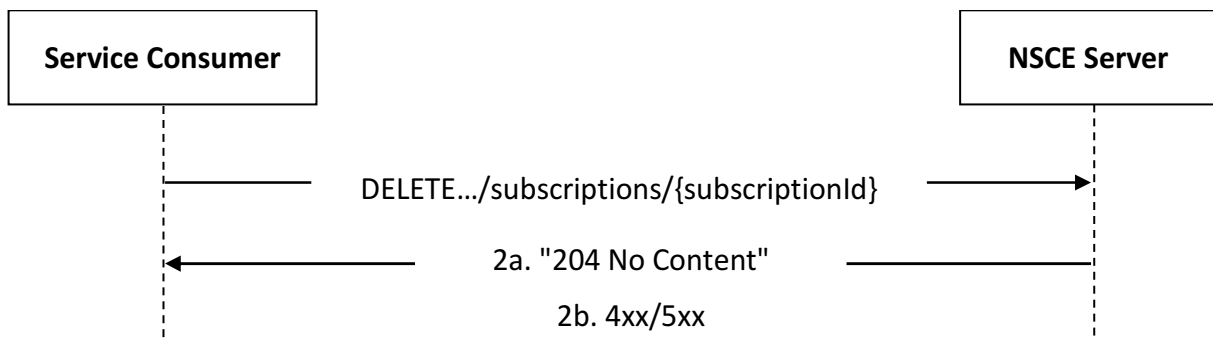 Service Consumer
NSCE Server
DELETE…/subscriptions/{subscriptionId}
2a. "204 No Content"
2b. 4xx/5xx